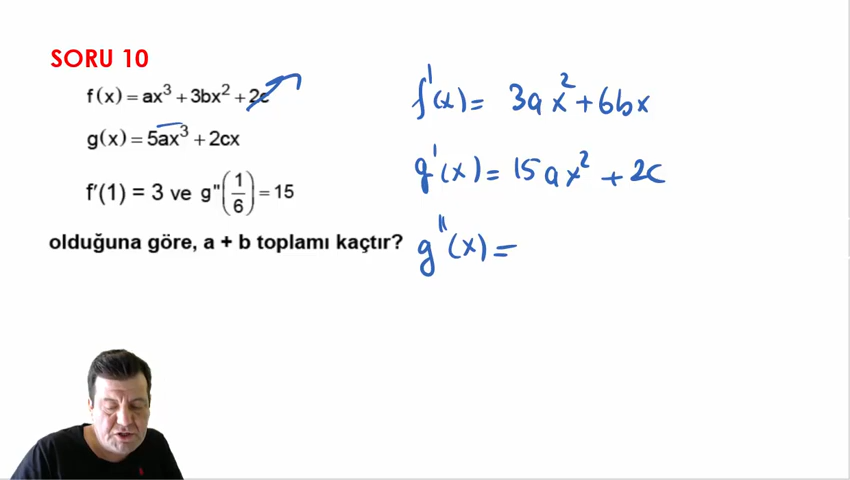 SORU 10
f(x) = ax³ + 3bx² + 2c
g(x) = 5ax³ + 2cx
f'(1) = 3 ve g"(1/6) = 15
olduğuna göre, a + b toplamı kaçtır?
f'(x) = 3ax² + 6bx
g'(x) = 15ax² + 2c
g"(x) =